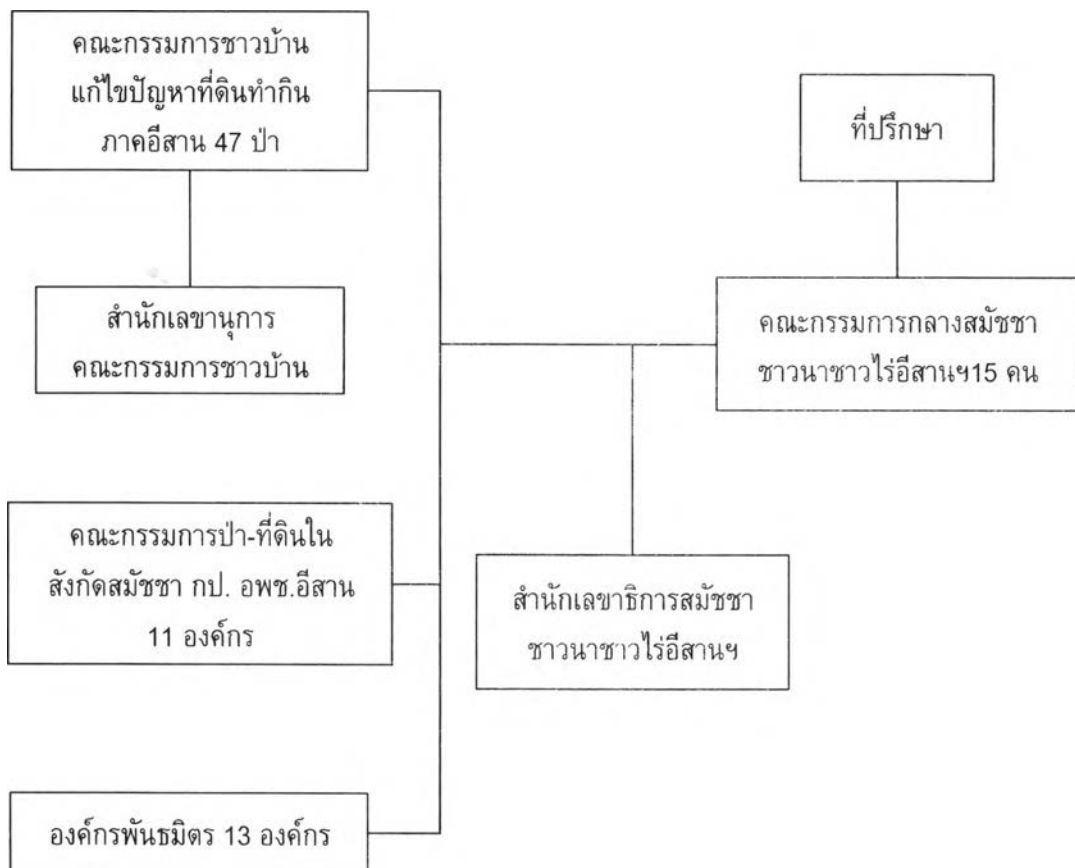 คณะกรรมการชาวบ้าน
แก้ไขปัญหาที่ดินทำกิน
ภาคอีสาน 47 ป่า
ที่ปรึกษา
สำนักเลขานุการ
คณะกรรมการชาวบ้าน
คณะกรรมการกลางสมัชชา
ชาวนาชาวไร่อีสานฯ15 คน
คณะกรรมการป่า-ที่ดินใน
สังกัดสมัชชา กป. อพช.อีสาน
11 องค์กร
สำนักเลขาธิการสมัชชา
ชาวนาชาวไร่อีสานฯ
องค์กรพันธมิตร 13 องค์กร